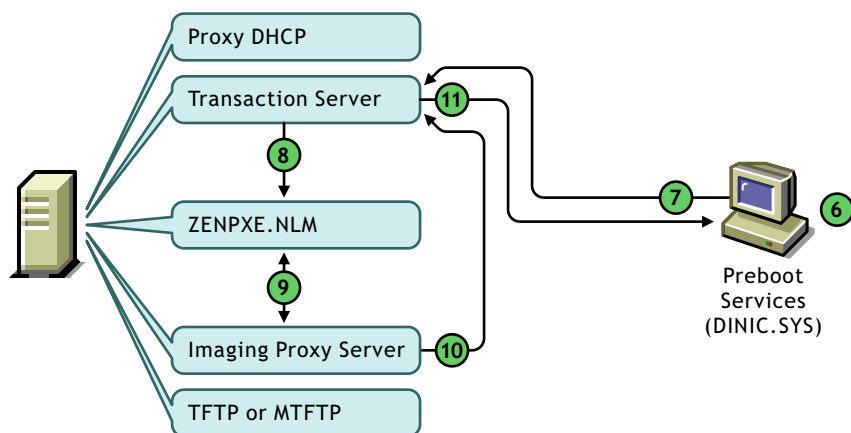 Proxy DHCP
Transaction Server
11
8
7
6
ZENPXE.NLM
Preboot
Services
(DINIC.SYS)
9
Imaging Proxy Server
10
TFTP or MTFTP